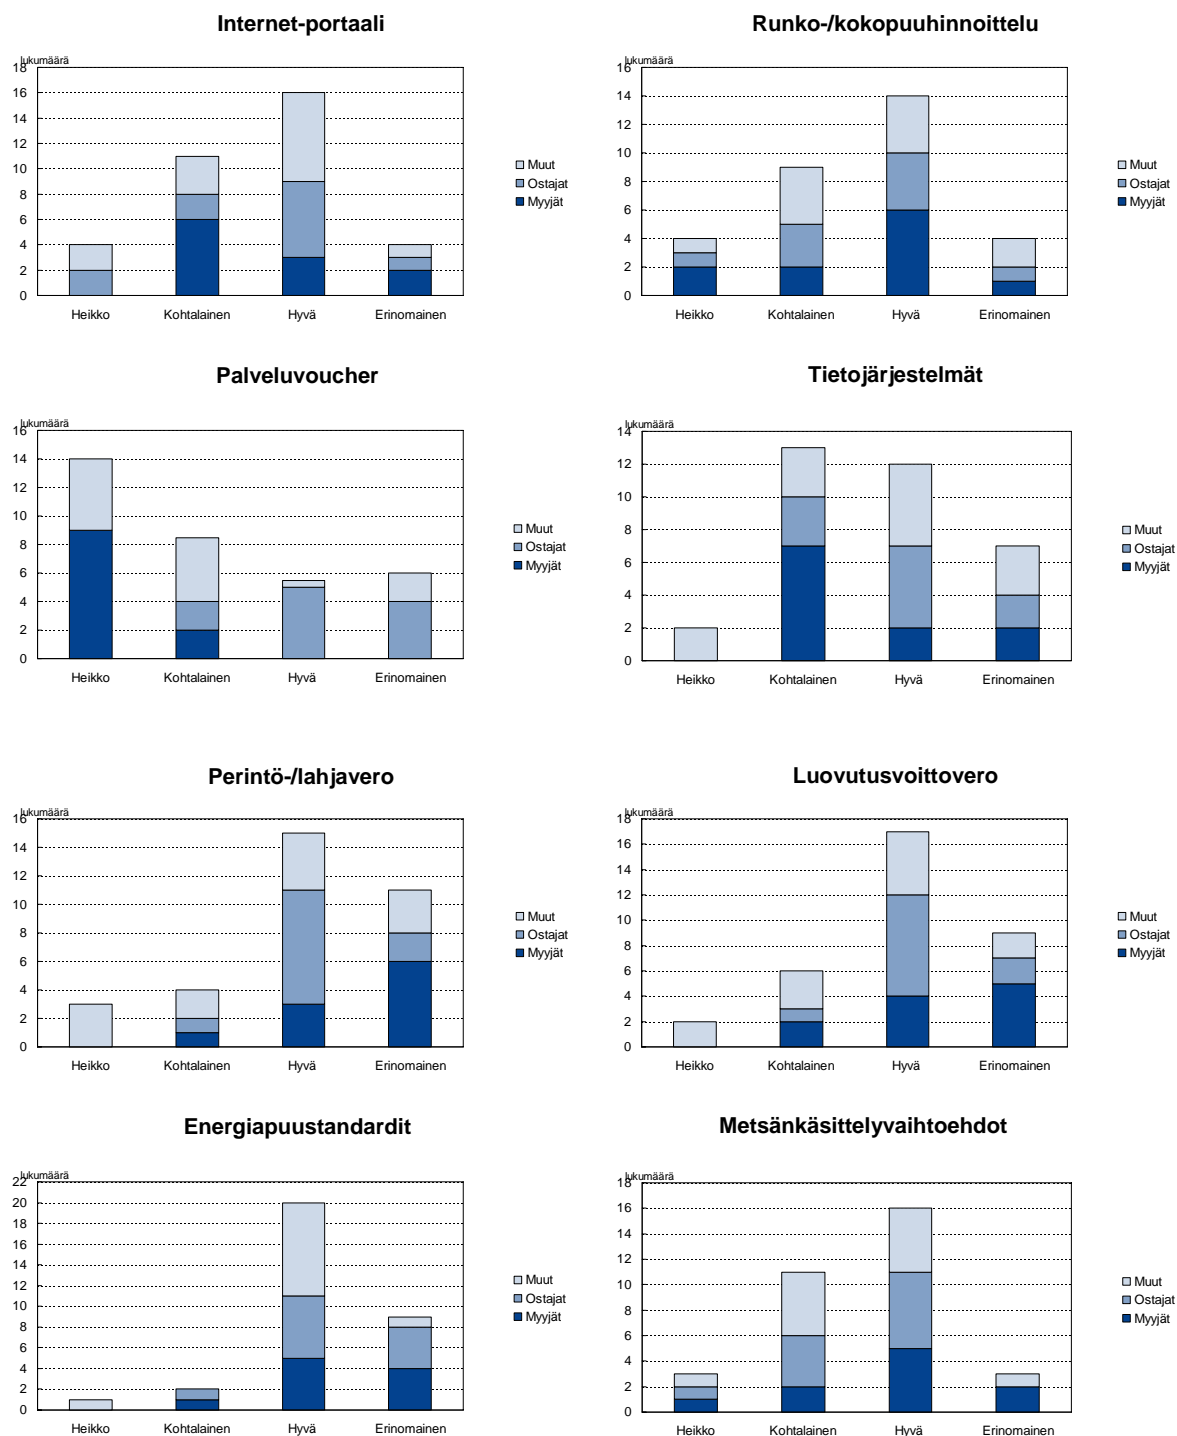 Internet-portaali
lukumäärä
18
16
14
12
10
8
6
4
2
0
Heikko Kohtalainen Hyvä Erinomainen
Muut
Ostajat
Myyjät
Runko-/kokopuuhinnoittelu
lukumäärä
16
14
12
10
8
6
4
2
0
Heikko Kohtalainen Hyvä Erinomainen
Muut
Ostajat
Myyjät
Palveluvoucher
lukumäärä
16
14
12
10
8
6
4
2
0
Heikko Kohtalainen Hyvä Erinomainen
Muut
Ostajat
Myyjät
Tietojärjestelmät
lukumäärä
14
12
10
8
6
4
2
0
Heikko Kohtalainen Hyvä Erinomainen
Muut
Ostajat
Myyjät
Perintö-/lahjavero
lukumäärä
16
14
12
10
8
6
4
2
0
Heikko Kohtalainen Hyvä Erinomainen
Muut
Ostajat
Myyjät
Luovutusvoittovero
lukumäärä
18
16
14
12
10
8
6
4
2
0
Heikko Kohtalainen Hyvä Erinomainen
Muut
Ostajat
Myyjät
Energiapuustandardit
lukumäärä
22
20
18
16
14
12
10
8
6
4
2
0
Heikko Kohtalainen Hyvä Erinomainen
Muut
Ostajat
Myyjät
Metsänkäsittelyvaihtoehdot
lukumäärä
18
16
14
12
10
8
6
4
2
0
Heikko Kohtalainen Hyvä Erinomainen
Muut
Ostajat
Myyjät